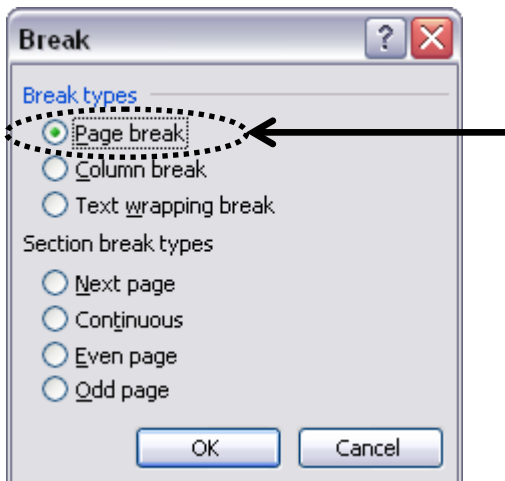 Break
Break types
Page break
Column break
Text wrapping break
Section break types
Next page
Continuous
Even page
Odd page
OK Cancel